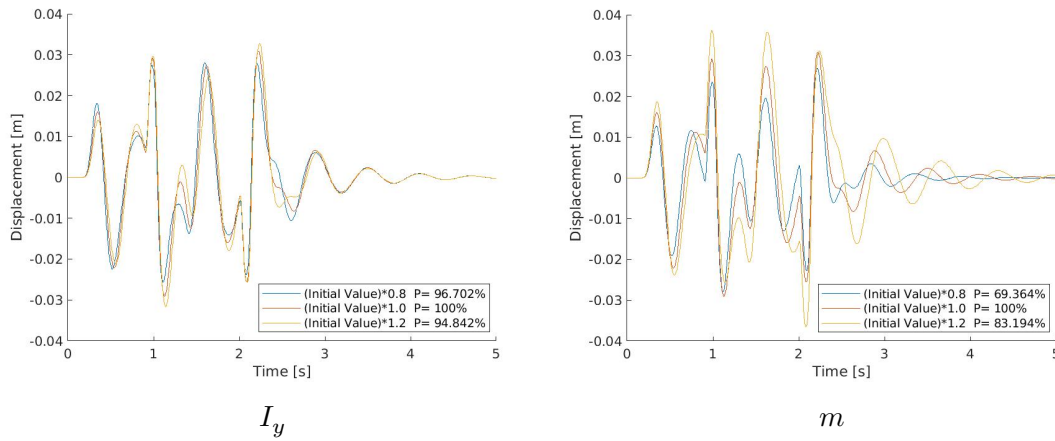 0.04
0.03
0.02
0.01
0
-0.01
-0.02
-0.03
-0.04
Displacement [m]
(Initial Value)*0.8 P= 96.702%
(Initial Value)*1.0 P= 100%
(Initial Value)*1.2 P= 94.842%
0 1 2 3 4 5
Time [s]
I_y
0.04
0.03
0.02
0.01
0
-0.01
-0.02
-0.03
-0.04
Displacement [m]
(Initial Value)*0.8 P= 69.364%
(Initial Value)*1.0 P= 100%
(Initial Value)*1.2 P= 83.194%
0 1 2 3 4 5
Time [s]
m